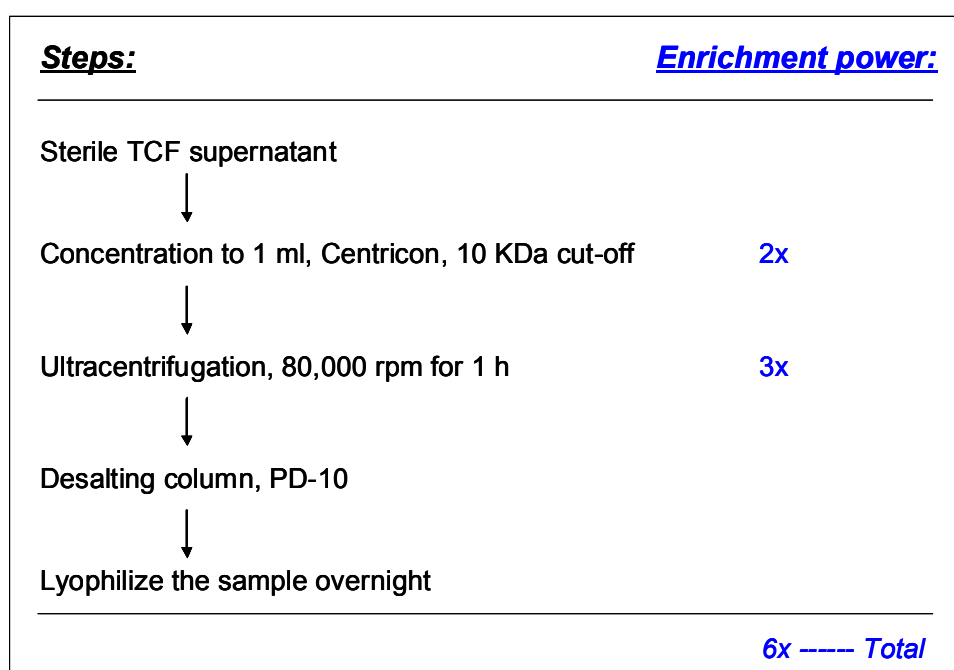 Steps: Enrichment power:
Sterile TCF supernatant
Concentration to 1 ml, Centricon, 10 KDa cut-off 2x
Ultracentrifugation, 80,000 rpm for 1 h 3x
Desalting column, PD-10
Lyophilize the sample overnight
6x ------ Total